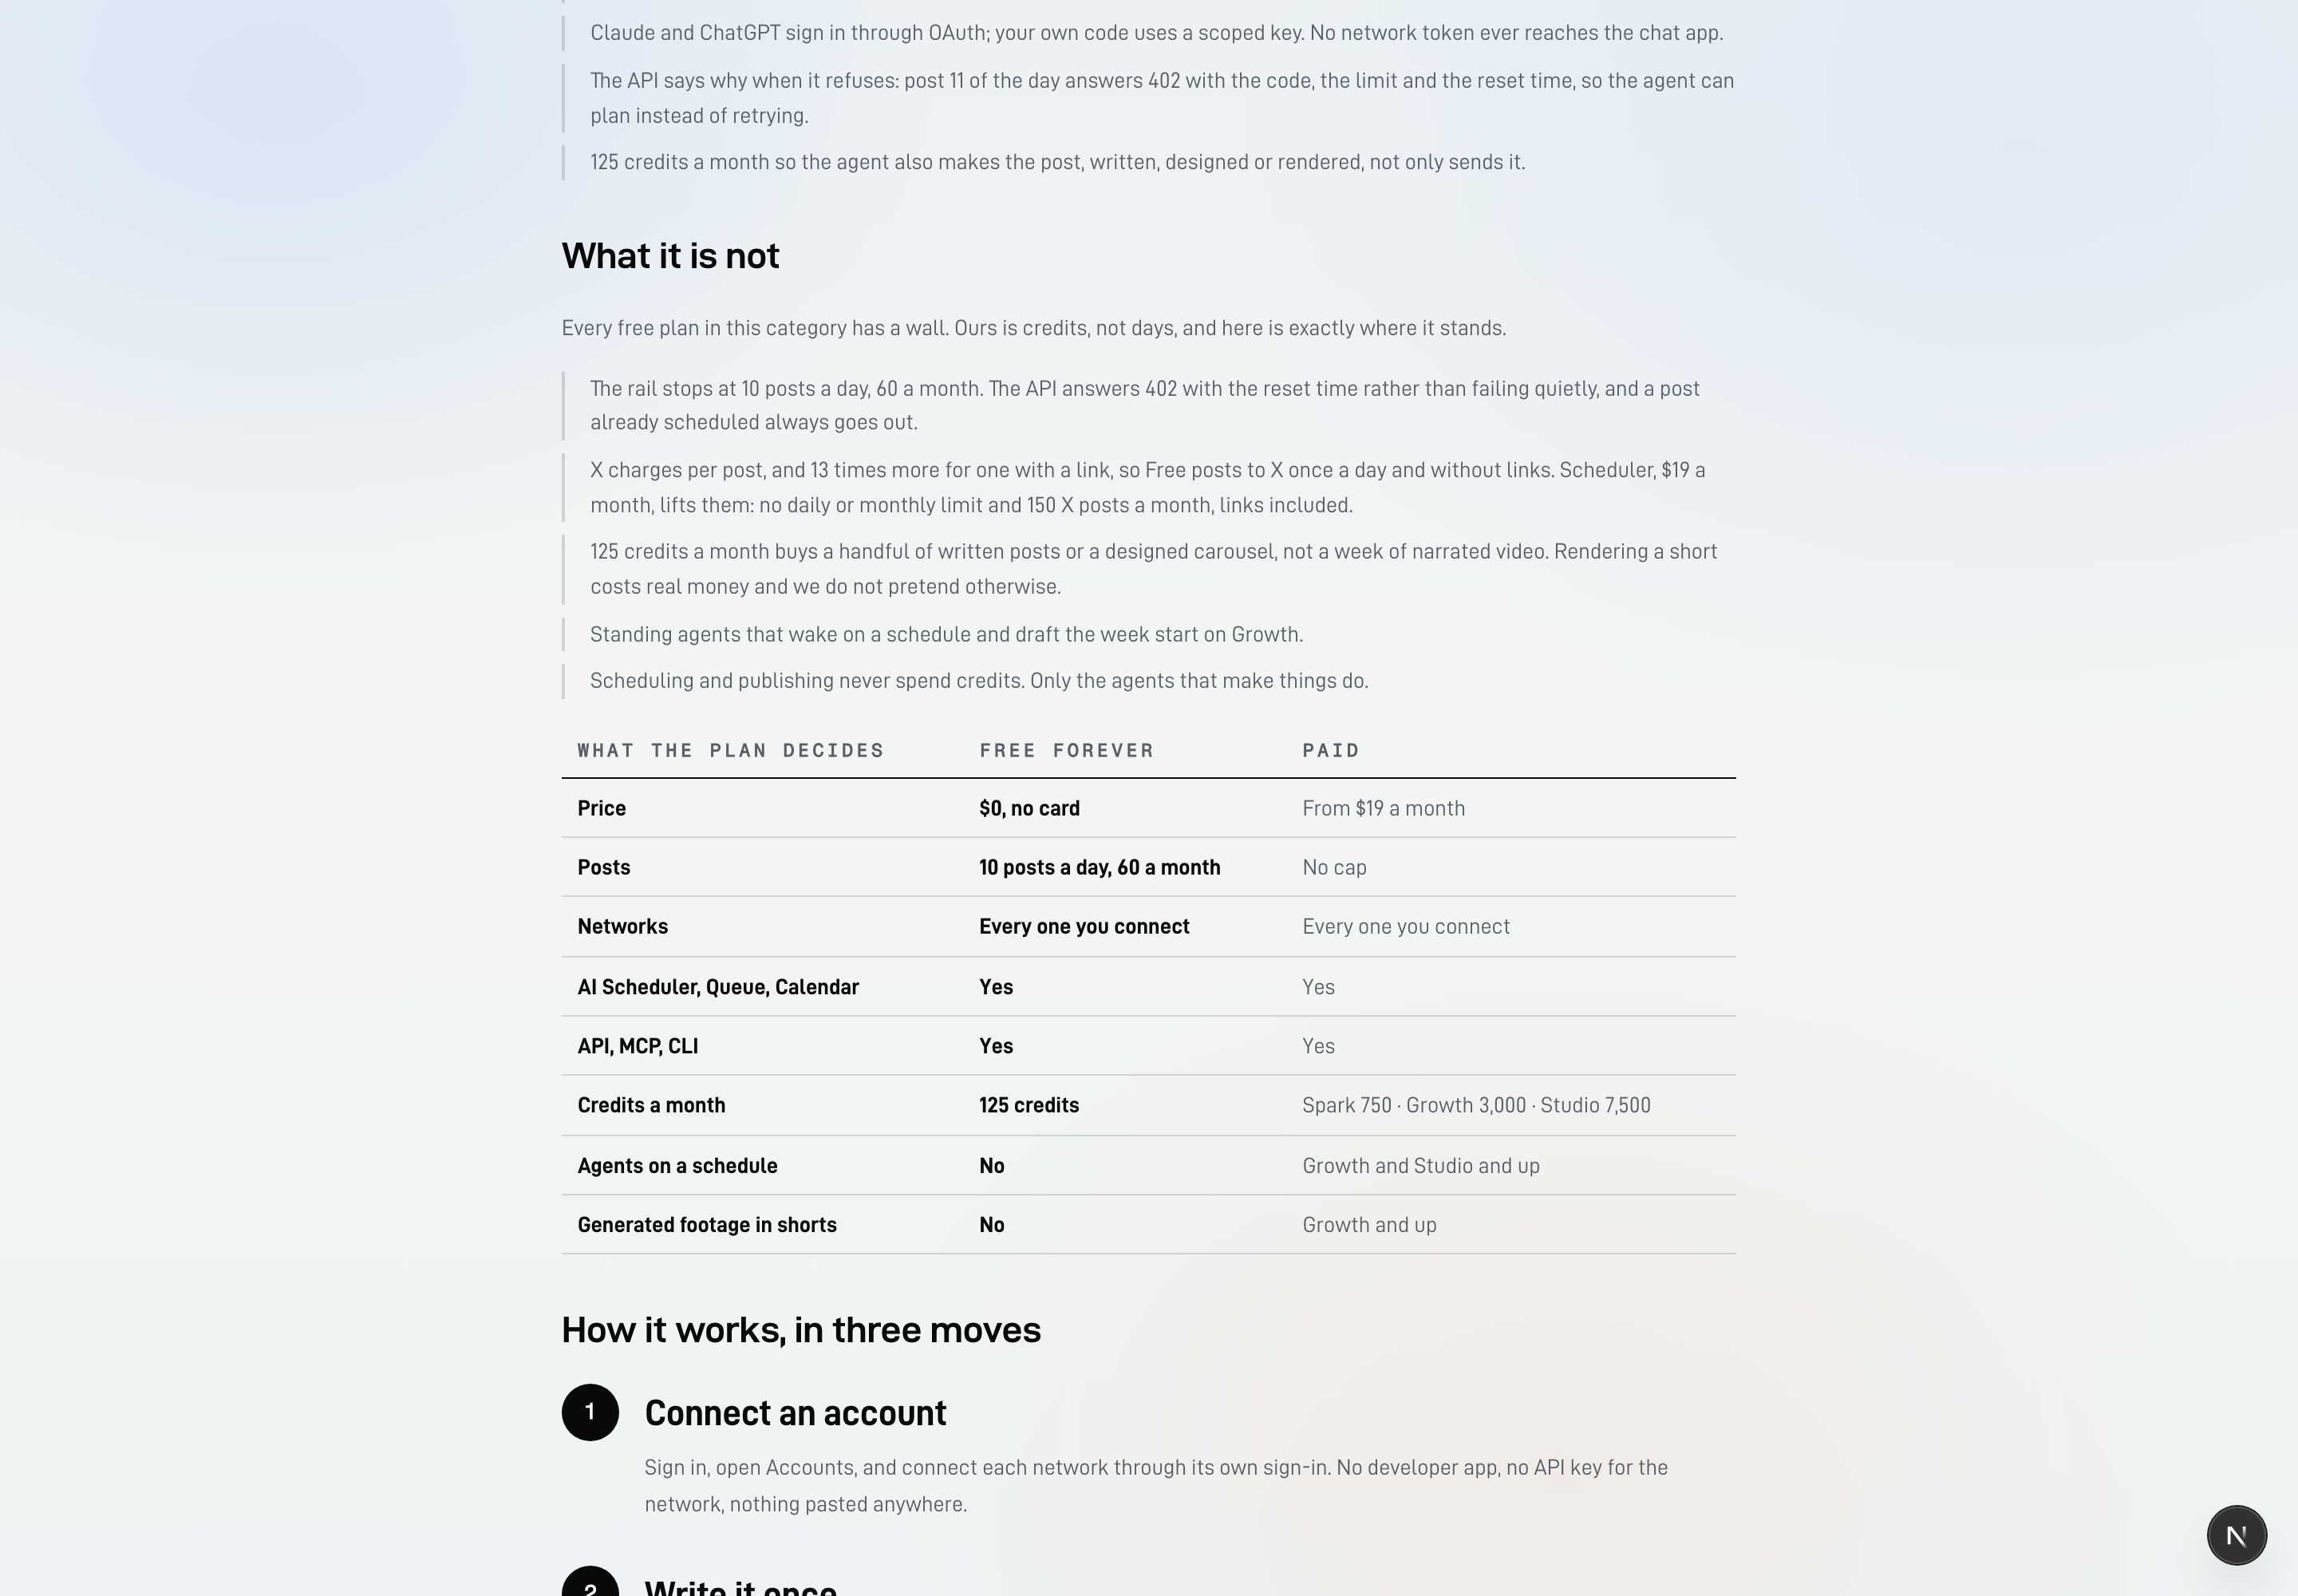 Claude and ChatGPT sign in through OAuth; your own code uses a scoped key. No network token ever reaches the chat app.
The API says why when it refuses: post 11 of the day answers 402 with the code, the limit and the reset time, so the agent can
plan instead of retrying.
125 credits a month so the agent also makes the post, written, designed or rendered, not only sends it.
What it is not
Every free plan in this category has a wall. Ours is credits, not days, and here is exactly where it stands.
The rail stops at 10 posts a day, 60 a month. The API answers 402 with the reset time rather than failing quietly, and a post
already scheduled always goes out.
X charges per post, and 13 times more for one with a link, so Free posts to X once a day and without links. Scheduler, $19 a
month, lifts them: no daily or monthly limit and 150 X posts a month, links included.
125 credits a month buys a handful of written posts or a designed carousel, not a week of narrated video. Rendering a short
costs real money and we do not pretend otherwise.
Standing agents that wake on a schedule and draft the week start on Growth.
Scheduling and publishing never spend credits. Only the agents that make things do.
WHAT THE PLAN DECIDES FREE FOREVER PAID
Price $0, no card From $19 a month
Posts 10 posts a day, 60 a month No cap
Networks Every one you connect Every one you connect
AI Scheduler, Queue, Calendar Yes Yes
API, MCP, CLI Yes Yes
Credits a month 125 credits Spark 750 · Growth 3,000 · Studio 7,500
Agents on a schedule No Growth and Studio and up
Generated footage in shorts No Growth and up
How it works, in three moves
1 Connect an account
Sign in, open Accounts, and connect each network through its own sign-in. No developer app, no API key for the
network, nothing pasted anywhere.
2 Write it once
N